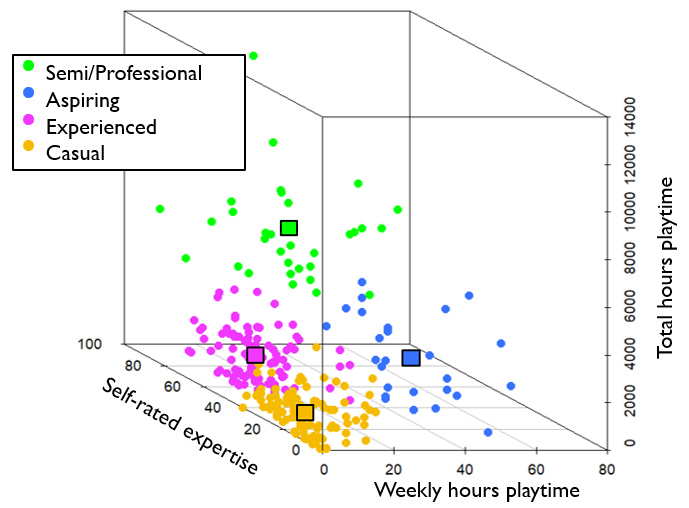 Semi/Professional
Aspiring
Experienced
Casual
14000
12000
10000
8000
6000
4000
2000
0
Total hours playtime
100
80
60
40
20
0
Self-rated expertise
0
20
40
60
80
Weekly hours playtime